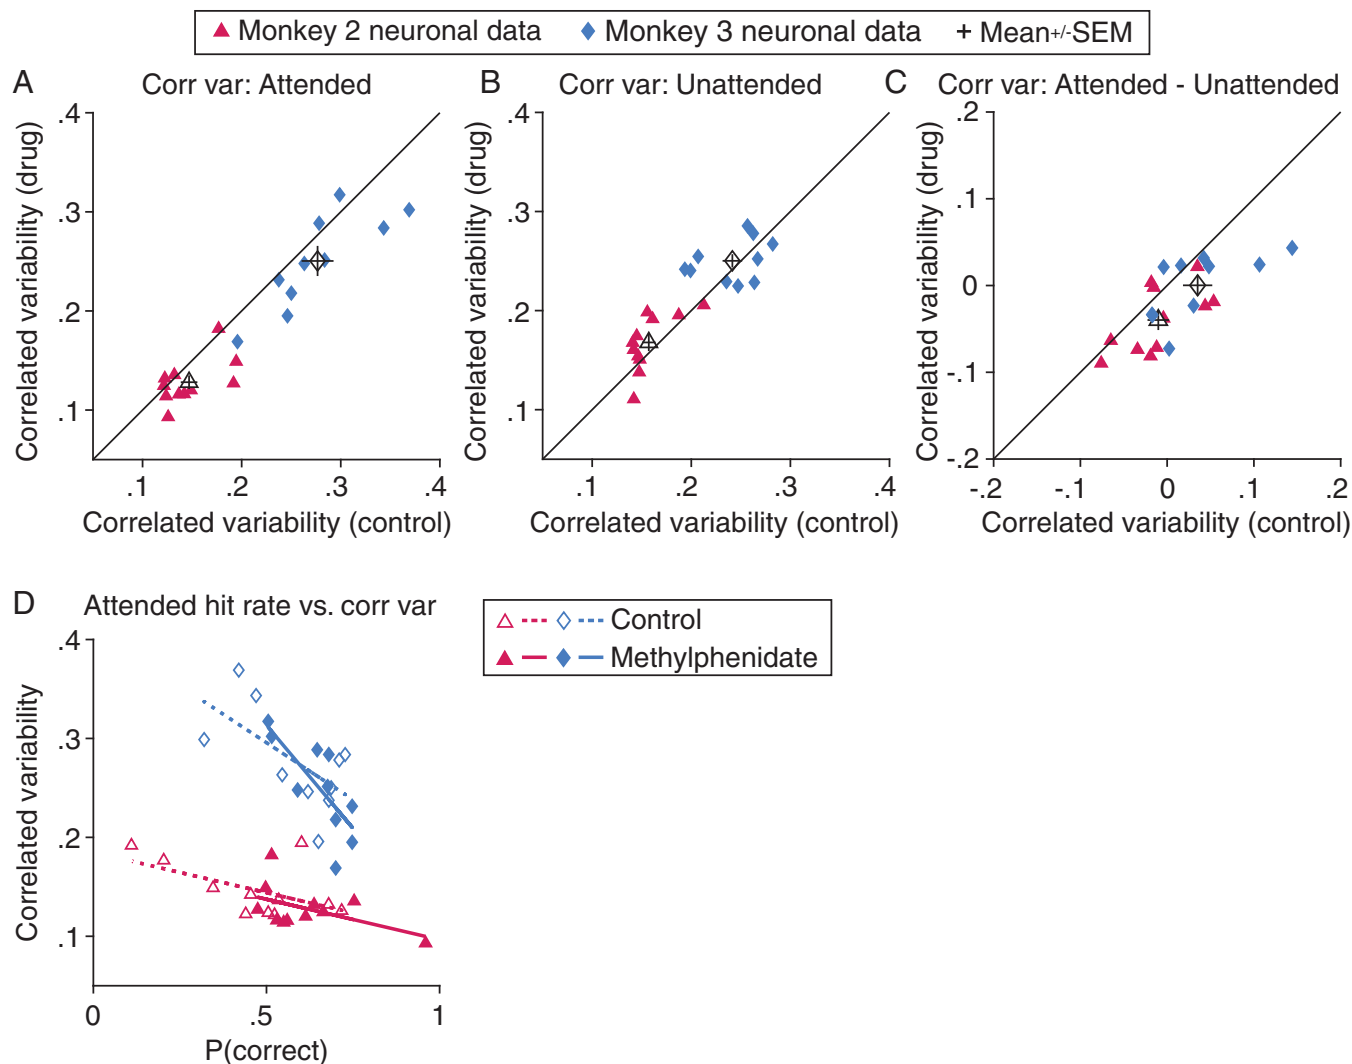 Monkey 2 neuronal data Monkey 3 neuronal data Mean+/-SEM
A Corr var: Attended
B Corr var: Unattended
C Corr var: Attended - Unattended
Correlated variability (drug)
.4
.3
.2
.1
.1 .2 .3 .4
Correlated variability (control)
Correlated variability (drug)
.4
.3
.2
.1
.1 .2 .3 .4
Correlated variability (control)
Correlated variability (drug)
.2
.1
0
-.1
-.2
-.2 -.1 0 .1 .2
Correlated variability (control)
D Attended hit rate vs. corr var
Control
Methylphenidate
Correlated variability
.4
.3
.2
.1
0 .5 1
P(correct)